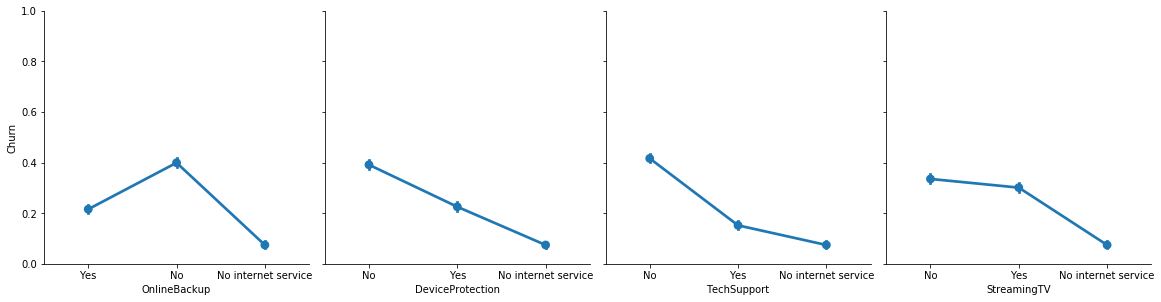 1.0
0.8
0.6
0.4
0.2
0.0
Churn
Yes No No internet service
OnlineBackup
No Yes No internet service
DeviceProtection
No Yes No internet service
TechSupport
No Yes No internet service
StreamingTV